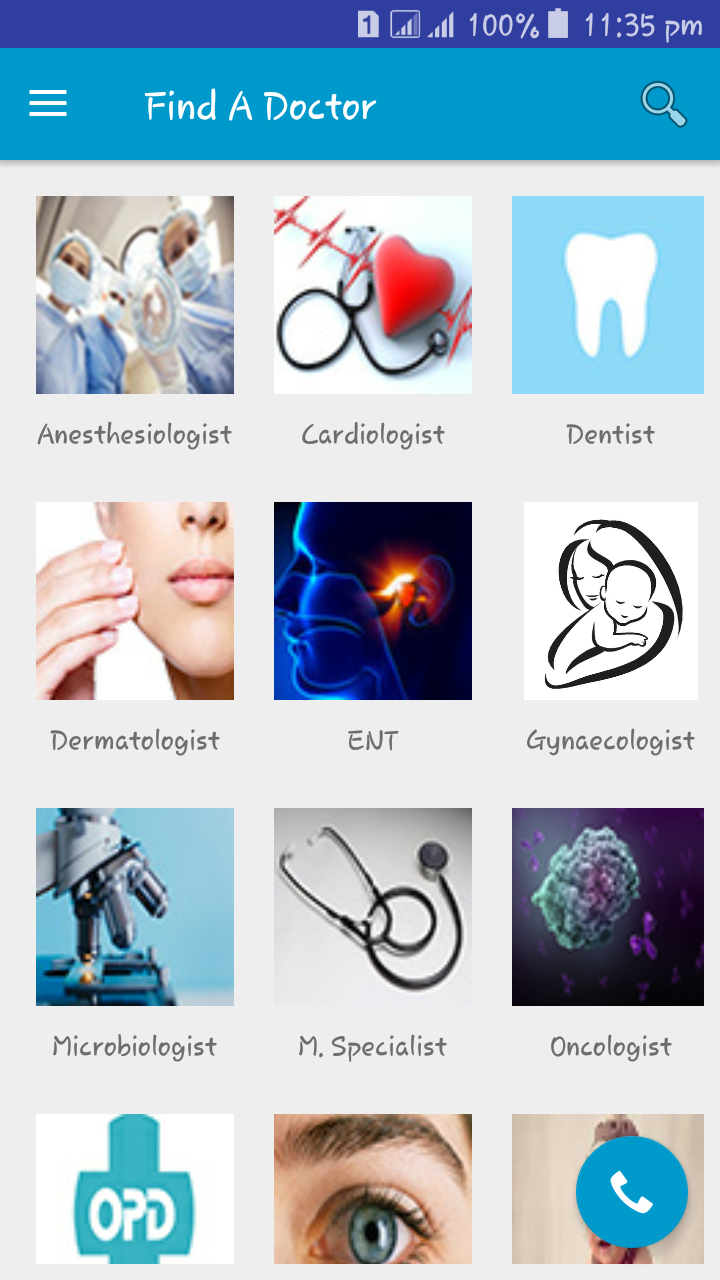 1 100% 11:35 pm
Find A Doctor
Anesthesiologist Cardiologist Dentist
Dermatologist ENT Gynaecologist
Microbiologist M. Specialist Oncologist
OPD